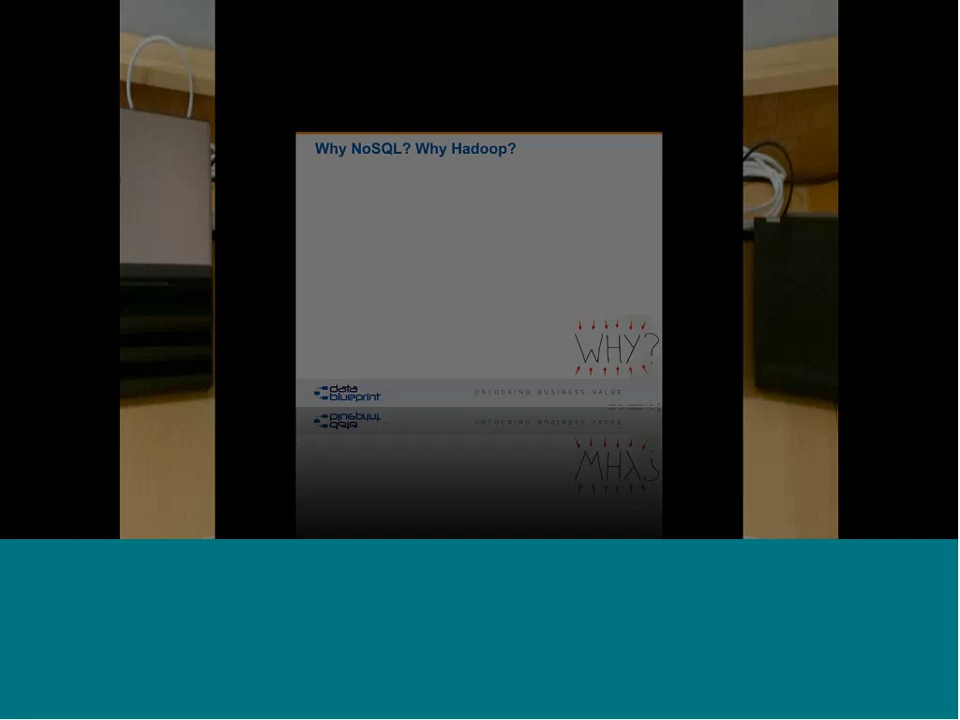 Why NoSQL? Why Hadoop?
WHY?
data
blueprint
UNLOCKING BUSINESS VALUE